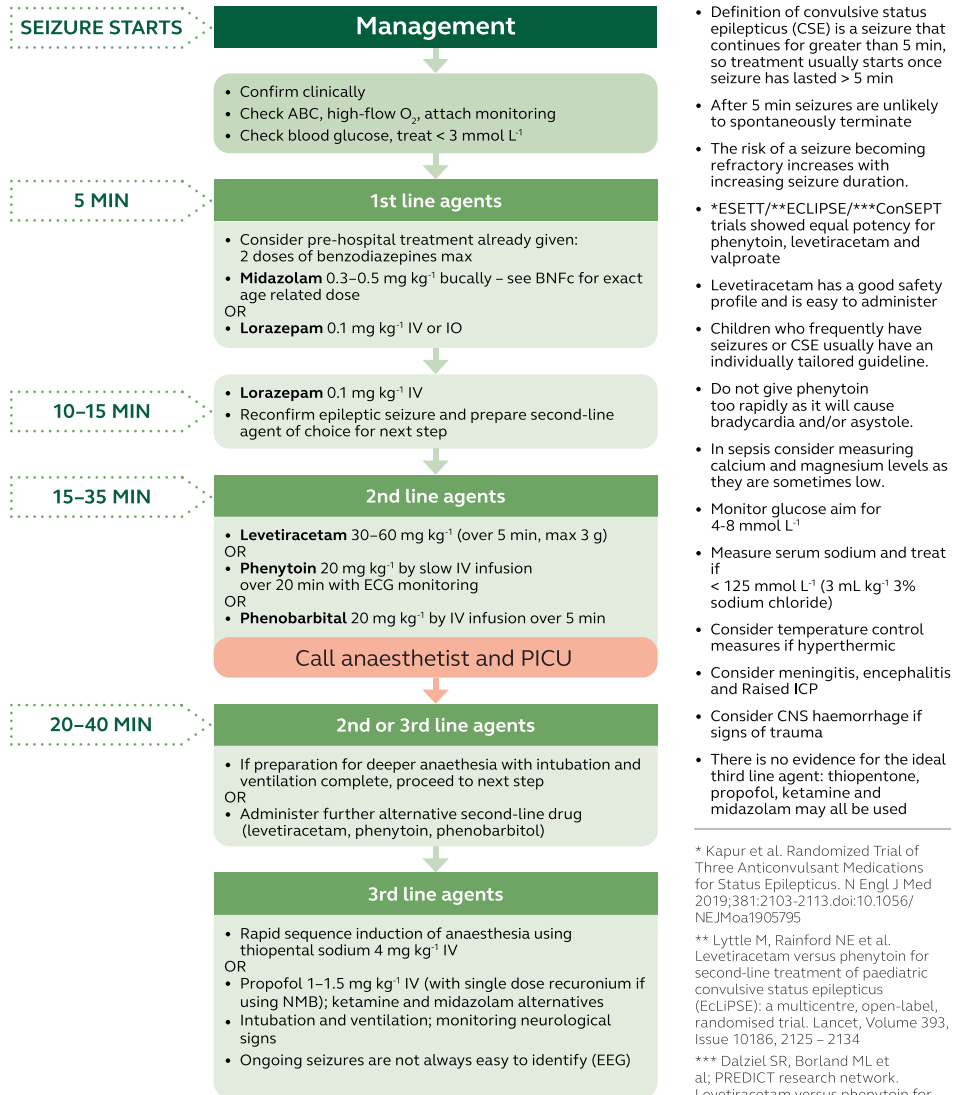 SEIZURE STARTS
Management
• Confirm clinically
• Check ABC, high-flow O2, attach monitoring
• Check blood glucose, treat < 3 mmol L-1
5 MIN
1st line agents
• Consider pre-hospital treatment already given:
2 doses of benzodiazepines max
• Midazolam 0.3–0.5 mg kg-1 bucally – see BNFc for exact
age related dose
OR
• Lorazepam 0.1 mg kg-1 IV or IO
10–15 MIN
• Lorazepam 0.1 mg kg-1 IV
• Reconfirm epileptic seizure and prepare second-line
agent of choice for next step
15–35 MIN
2nd line agents
• Levetiracetam 30–60 mg kg-1 (over 5 min, max 3 g)
OR
• Phenytoin 20 mg kg-1 by slow IV infusion
over 20 min with ECG monitoring
OR
• Phenobarbital 20 mg kg-1 by IV infusion over 5 min
Call anaesthetist and PICU
20–40 MIN
2nd or 3rd line agents
• If preparation for deeper anaethesia with intubation and
ventilation complete, proceed to next step
OR
• Administer further alternative second-line drug
(levetiracetam, phenytoin, phenobarbitol)
3rd line agents
• Rapid sequence induction of anaesthesia using
thiopental sodium 4 mg kg-1 IV
OR
• Propofol 1–1.5 mg kg-1 IV (with single dose recuronium if
using NMB); ketamine and midazolam alternatives
• Intubation and ventilation; monitoring neurological
signs
• Ongoing seizures are not always easy to identify (EEG)
• Definition of convulsive status
epilepticus (CSE) is a seizure that
continues for greater than 5 min,
so treatment usually starts once
seizure has lasted > 5 min
• After 5 min seizures are unlikely
to spontaneously terminate
• The risk of a seizure becoming
refractory increases with
increasing seizure duration.
• *ESETT/**ECLIPSE/***ConSEPT
trials showed equal potency for
phenytoin, levetiracetam and
valproate
• Levetiracetam has a good safety
profile and is easy to administer
• Children who frequently have
seizures or CSE usually have an
individually tailored guideline.
• Do not give phenytoin
too rapidly as it will cause
bradycardia and/or asystole.
• In sepsis consider measuring
calcium and magnesium levels as
they are sometimes low.
• Monitor glucose aim for
4-8 mmol L-1
• Measure serum sodium and treat
if
< 125 mmol L-1 (3 mL kg-1 3%
sodium chloride)
• Consider temperature control
measures if hyperthermic
• Consider meningitis, encephalitis
and Raised ICP
• Consider CNS haemorrhage if
signs of trauma
• There is no evidence for the ideal
third line agent: thiopentone,
propofol, ketamine and
midazolam may all be used
* Kapur et al. Randomized Trial of
Three Anticonvulsant Medications
for Status Epilepticus. N Engl J Med
2019;381:2103-2113.doi:10.1056/
NEJMoa1905795
** Lyttle M, Rainford NE et al.
Levetiracetam versus phenytoin for
second-line treatment of paediatric
convulsive status epilepticus
(EcLiPSE): a multicentre, open-label,
randomised trial. Lancet, Volume 393,
Issue 10186, 2125 – 2134
*** Dalziel SR, Borland ML et
al; PREDICT research network.
Levetiracetam versus phenytoin for